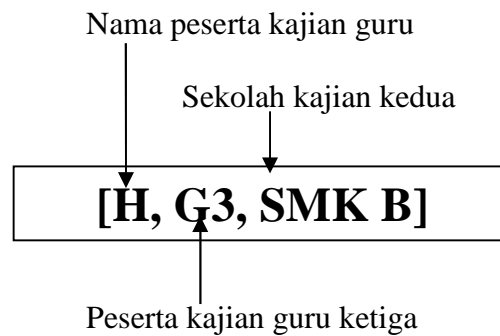 Nama peserta kajian guru
Sekolah kajian kedua
[H, G3, SMK B]
Peserta kajian guru ketiga